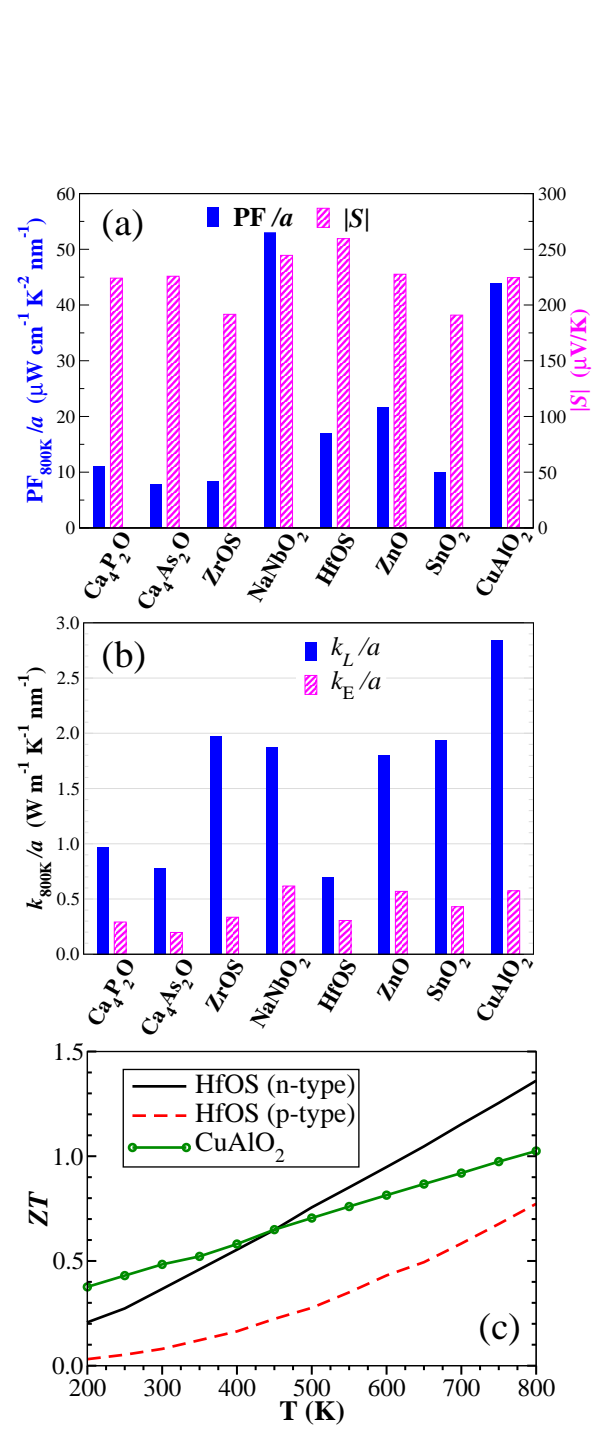 (a)
PF/a |S|
PF800K/a (μW cm-1 K-2 nm-1)
60
50
40
30
20
10
0
300
250
200
150
100
50
0
|S| (μV/K)
Ca4P2O Ca4As2O ZrOS NaNbO2 HfOS ZnO SnO2 CuAlO2
(b)
kL/a
kE/a
k800K/a (W m-1 K-1 nm-1)
3.0
2.5
2.0
1.5
1.0
0.5
0.0
Ca4P2O Ca4As2O ZrOS NaNbO2 HfOS ZnO SnO2 CuAlO2
1.5
1.0
0.5
0.0
ZT
HfOS (n-type)
HfOS (p-type)
CuAlO2
(c)
200 300 400 500 600 700 800
T (K)